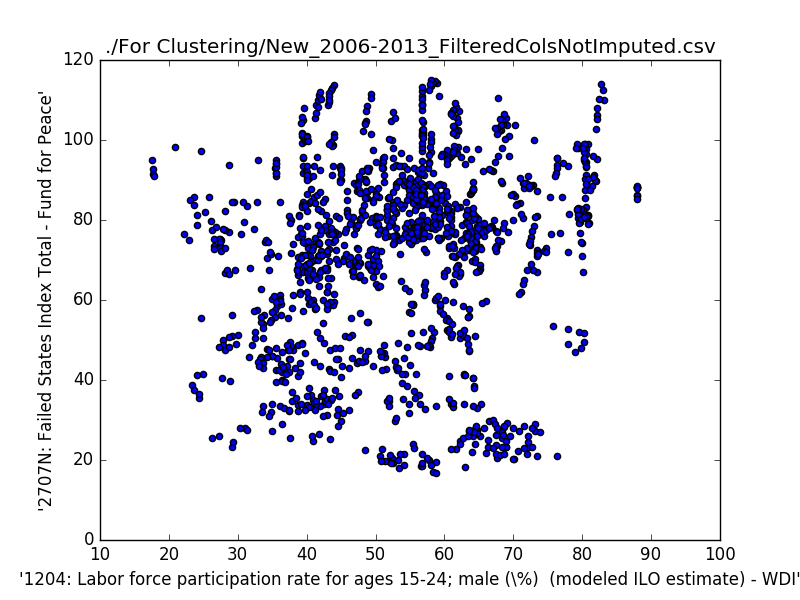 ./For Clustering/New_2006-2013_FilteredColsNotImputed.csv
120
100
80
60
40
20
0
'2707N: Failed States Index Total - Fund for Peace'
10 20 30 40 50 60 70 80 90 100
'1204: Labor force participation rate for ages 15-24; male (\%)  (modeled ILO estimate) - WDI'